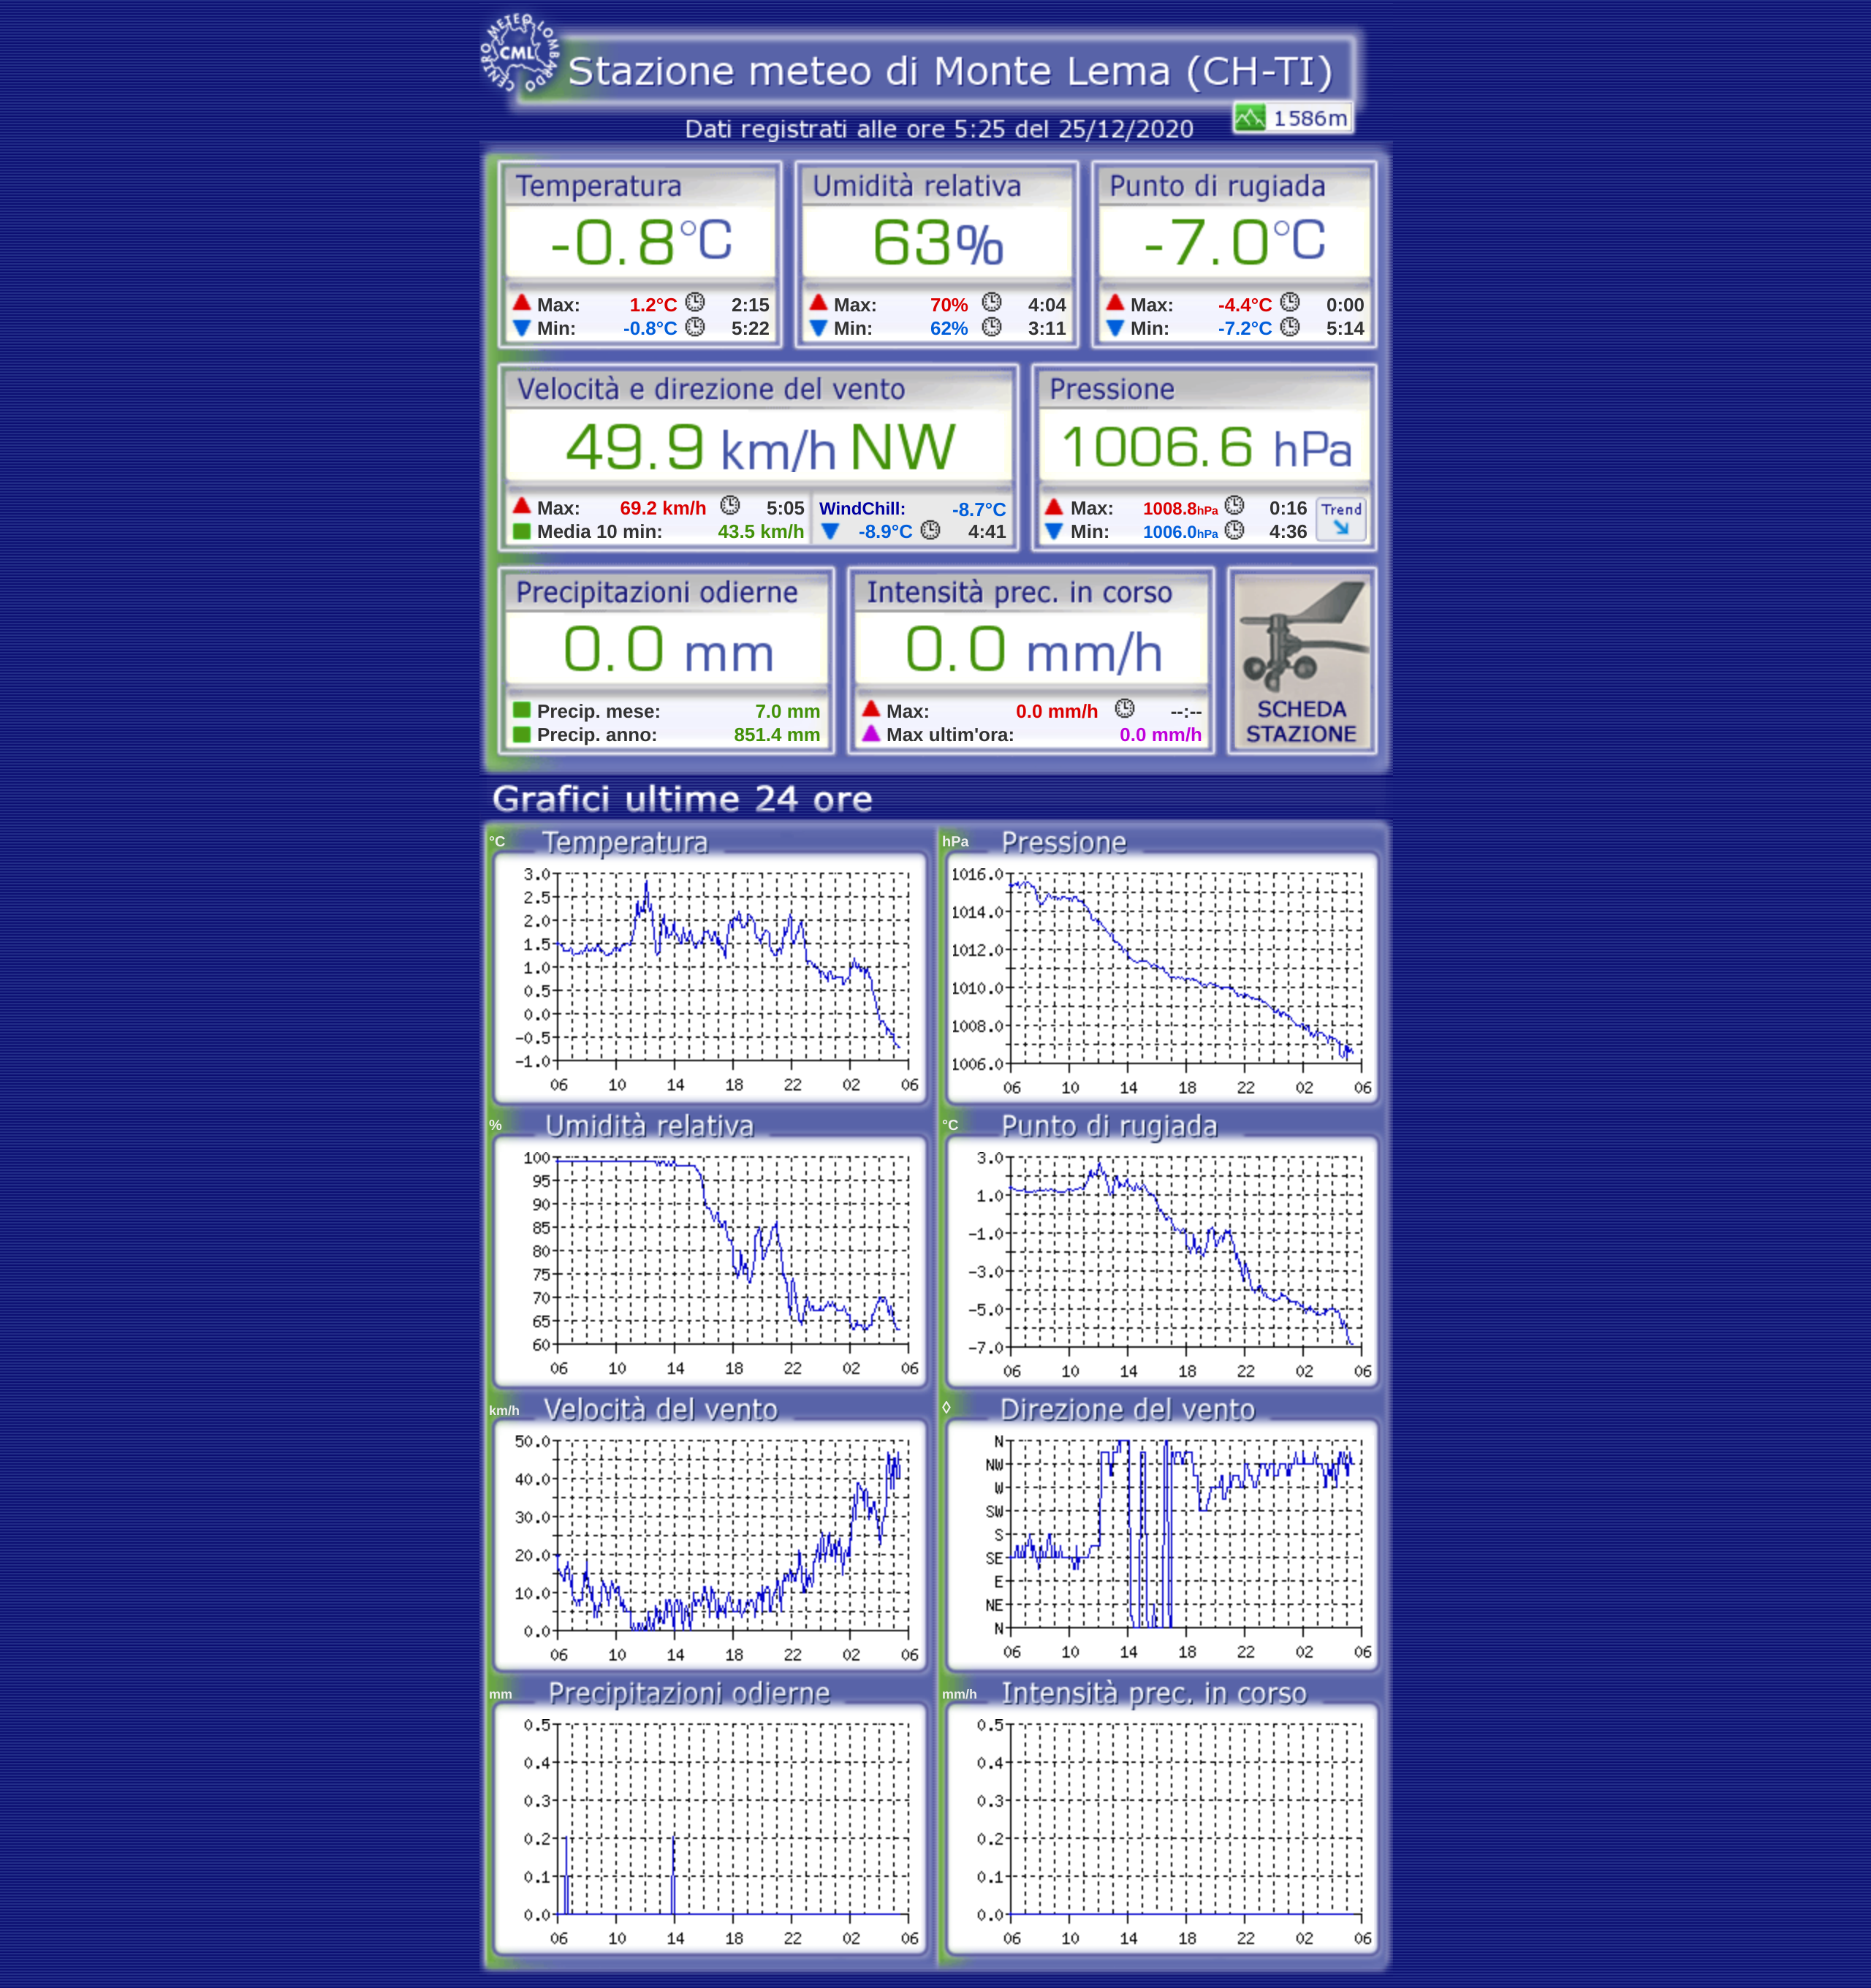 CENTRO METEO LOMBARDO
CML
Stazione meteo di Monte Lema (CH-TI)
1586m
Dati registrati alle ore 5:25 del 25/12/2020
Temperatura Umidità relativa Punto di rugiada
-0.8°C 63% -7.0°C
Max: 1.2°C 2:15 Max: 70% 4:04 Max: -4.4°C 0:00
Min: -0.8°C 5:22 Min: 62% 3:11 Min: -7.2°C 5:14
Velocità e direzione del vento Pressione
49.9 km/h NW 1006.6 hPa
Max: 69.2 km/h 5:05 WindChill: -8.7°C Max: 1008.8hPa 0:16 Trend
Media 10 min: 43.5 km/h -8.9°C 4:41 Min: 1006.0hPa 4:36
Precipitazioni odierne Intensità prec. in corso
0.0 mm 0.0 mm/h
Precip. mese: 7.0 mm Max: 0.0 mm/h --:-- SCHEDA
Precip. anno: 851.4 mm Max ultim'ora: 0.0 mm/h STAZIONE
Grafici ultime 24 ore
°C Temperatura
3.0
2.5
2.0
1.5
1.0
0.5
0.0
-0.5
-1.0
06 10 14 18 22 02 06
hPa Pressione
1016.0
1014.0
1012.0
1010.0
1008.0
1006.0
06 10 14 18 22 02 06
% Umidità relativa
100
95
90
85
80
75
70
65
60
06 10 14 18 22 02 06
°C Punto di rugiada
3.0
1.0
-1.0
-3.0
-5.0
-7.0
06 10 14 18 22 02 06
km/h Velocità del vento
50.0
40.0
30.0
20.0
10.0
0.0
06 10 14 18 22 02 06
◊ Direzione del vento
N
NW
W
SW
S
SE
E
NE
N
06 10 14 18 22 02 06
mm Precipitazioni odierne
0.5
0.4
0.3
0.2
0.1
0.0
06 10 14 18 22 02 06
mm/h Intensità prec. in corso
0.5
0.4
0.3
0.2
0.1
0.0
06 10 14 18 22 02 06